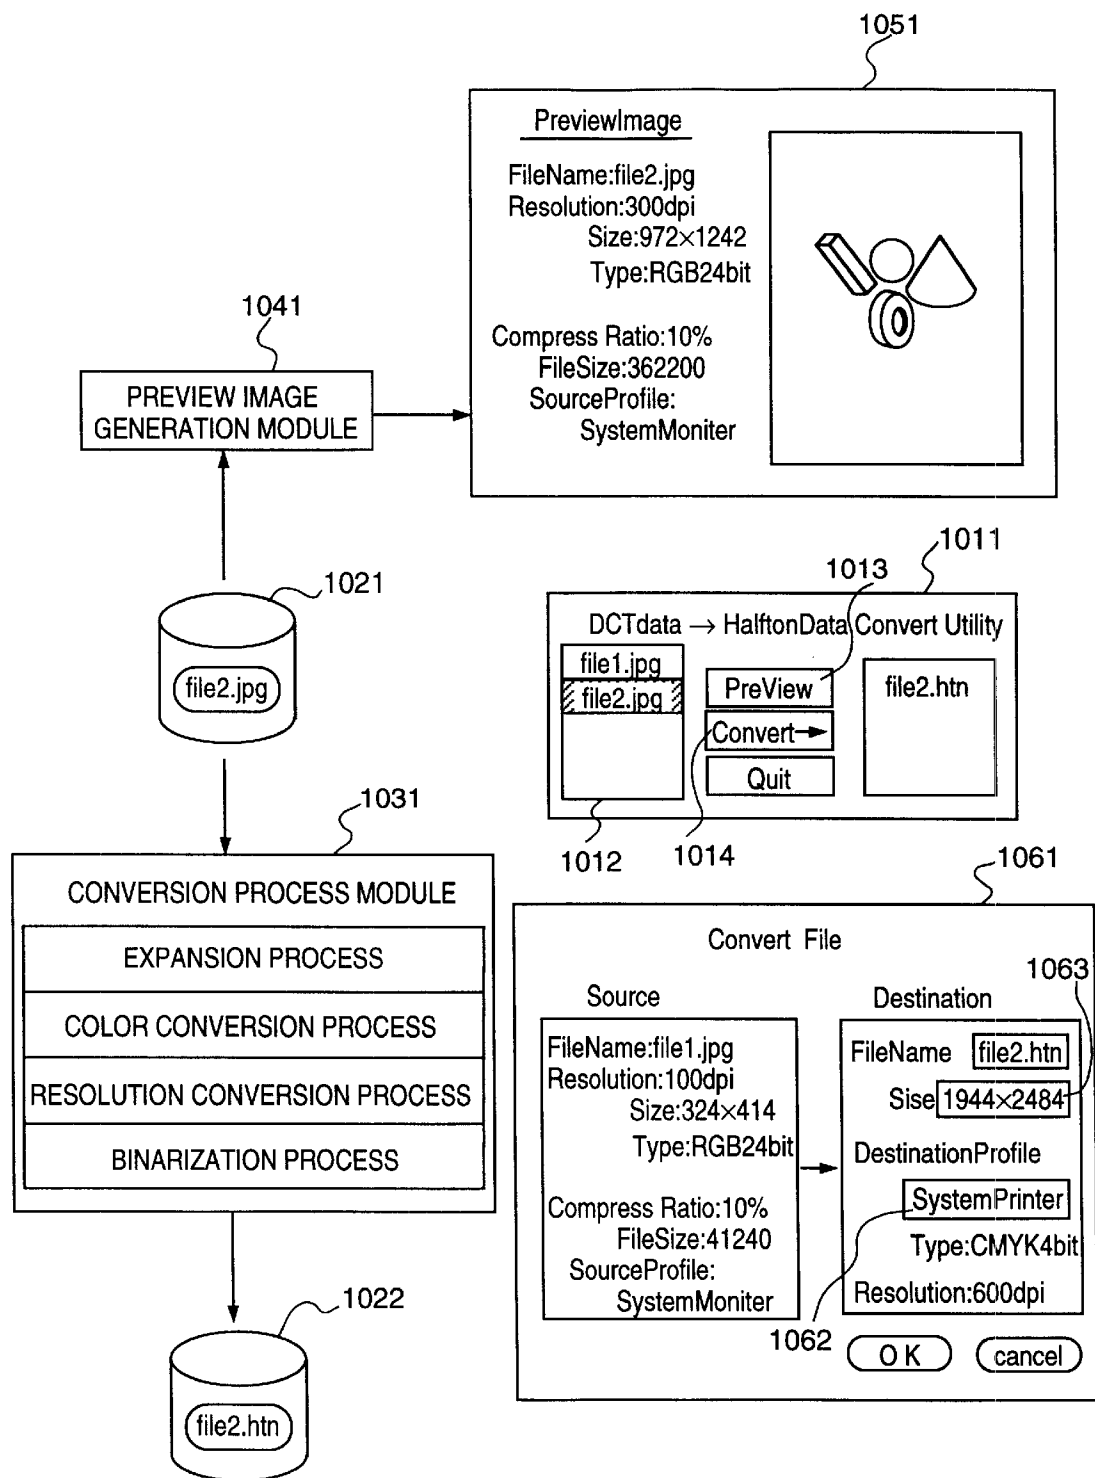 1051
PreviewImage
FileName:file2.jpg
Resolution:300dpi
Size:972×1242
Type:RGB24bit
Compress Ratio:10%
FileSize:362200
SourceProfile:
SystemMoniter
1041
PREVIEW IMAGE
GENERATION MODULE
1021
file2.jpg
1011
1013
DCTdata → HalftonData Convert Utility
file1.jpg
file2.jpg
PreView
Convert→
Quit
file2.htn
1012
1014
1031
CONVERSION PROCESS MODULE
EXPANSION PROCESS
COLOR CONVERSION PROCESS
RESOLUTION CONVERSION PROCESS
BINARIZATION PROCESS
1061
Convert File
1063
Source
FileName:file1.jpg
Resolution:100dpi
Size:324×414
Type:RGB24bit
Compress Ratio:10%
FileSize:41240
SourceProfile:
SystemMoniter
Destination
FileName file2.htn
Sise 1944×2484
DestinationProfile
SystemPrinter
Type:CMYK4bit
Resolution:600dpi
1062
OK
cancel
1022
file2.htn